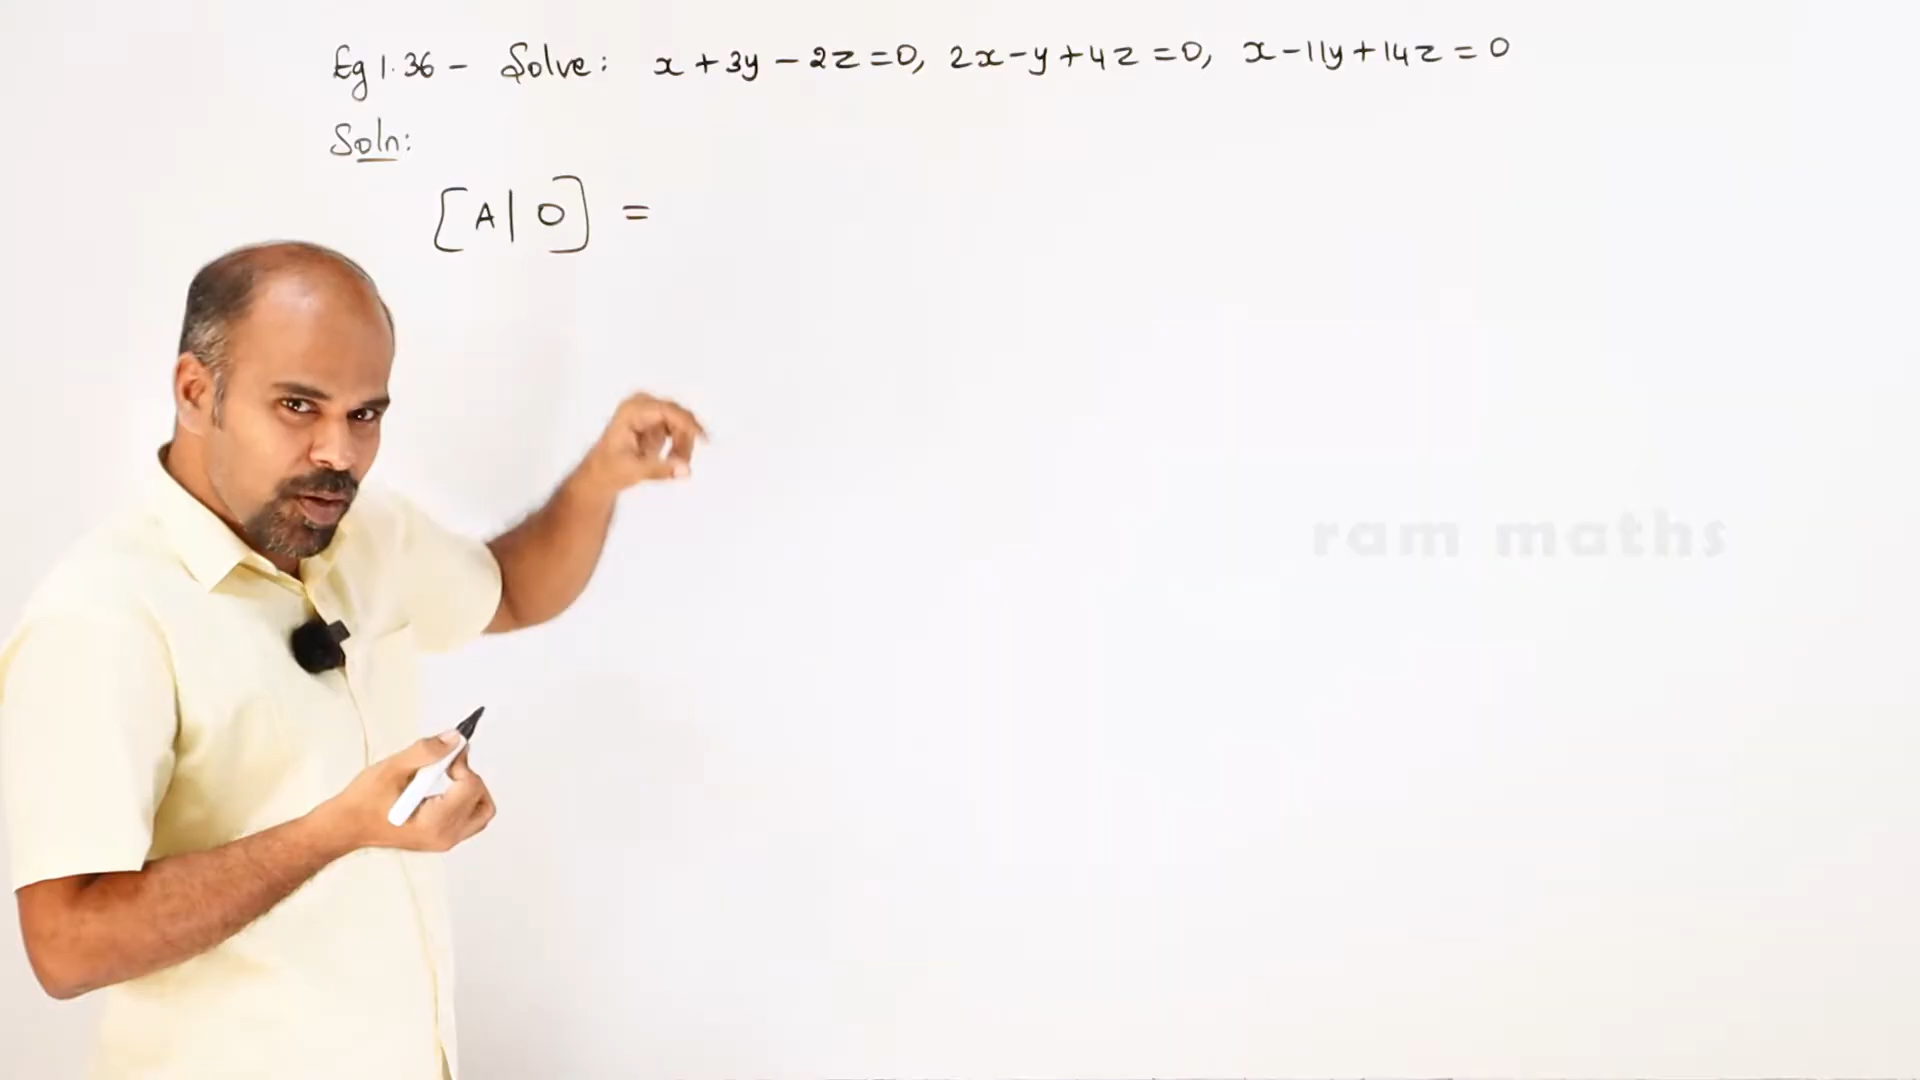 Eg 1.36 - Solve: x + 3y - 2z = 0, 2x - y + 4z = 0, x - 11y + 14z = 0
Soln:
[A | O] =
ram maths